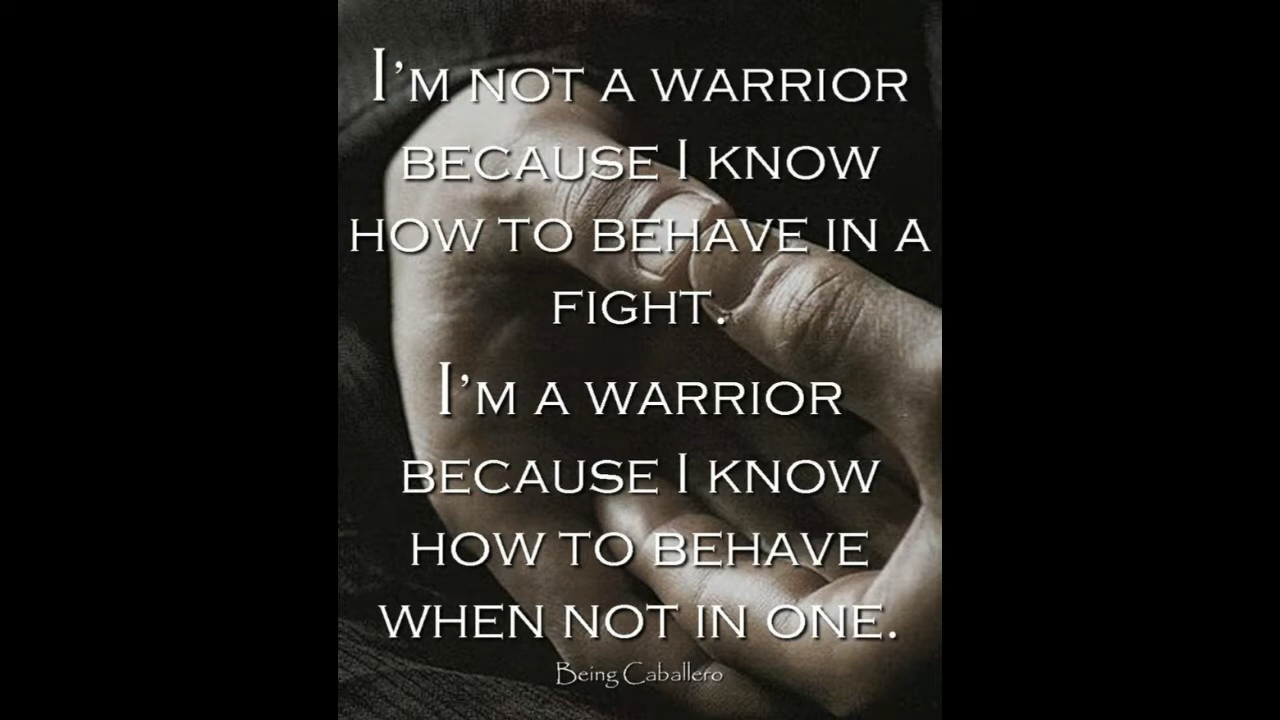 I'M NOT A WARRIOR
BECAUSE I KNOW
HOW TO BEHAVE IN A
FIGHT.
I'M A WARRIOR
BECAUSE I KNOW
HOW TO BEHAVE
WHEN NOT IN ONE.
Being Caballero